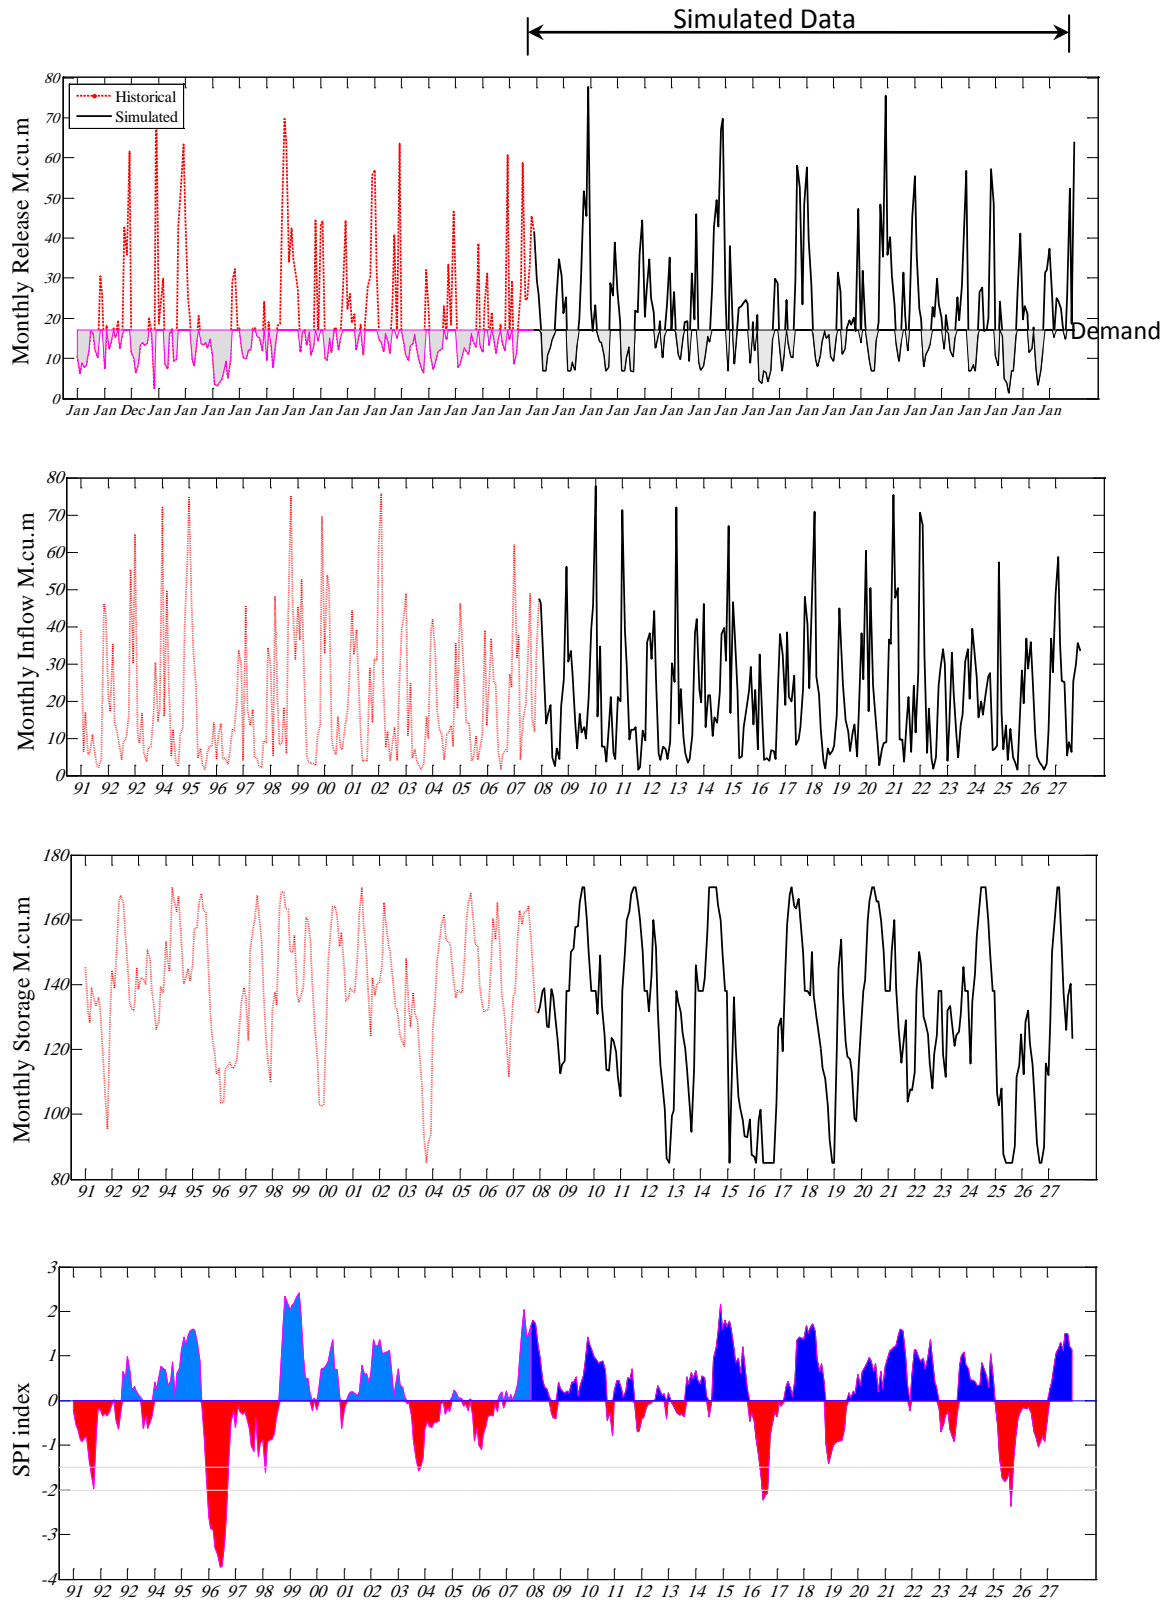 Simulated Data
Monthly Release M.cu.m
80
70
60
50
40
30
20
10
0
Historical
Simulated
Demand
Jan Jan Dec Jan Jan Jan Jan Jan Jan Jan Jan Jan Jan Jan Jan Jan Jan Jan Jan Jan Jan Jan Jan Jan Jan Jan Jan Jan Jan Jan Jan Jan Jan Jan Jan Jan Jan
Monthly Inflow M.cu.m
80
70
60
50
40
30
20
10
0
91 92 92 94 95 96 97 98 99 00 01 02 03 04 05 06 07 08 09 10 11 12 13 14 15 16 17 18 19 20 21 22 23 24 25 26 27
Monthly Storage M.cu.m
180
160
140
120
100
80
91 92 92 94 95 96 97 98 99 00 01 02 03 04 05 06 07 08 09 10 11 12 13 14 15 16 17 18 19 20 21 22 23 24 25 26 27
SPI index
3
2
1
0
-1
-2
-3
-4
91 92 92 94 95 96 97 98 99 00 01 02 03 04 05 06 07 08 09 10 11 12 13 14 15 16 17 18 19 20 21 22 23 24 25 26 27